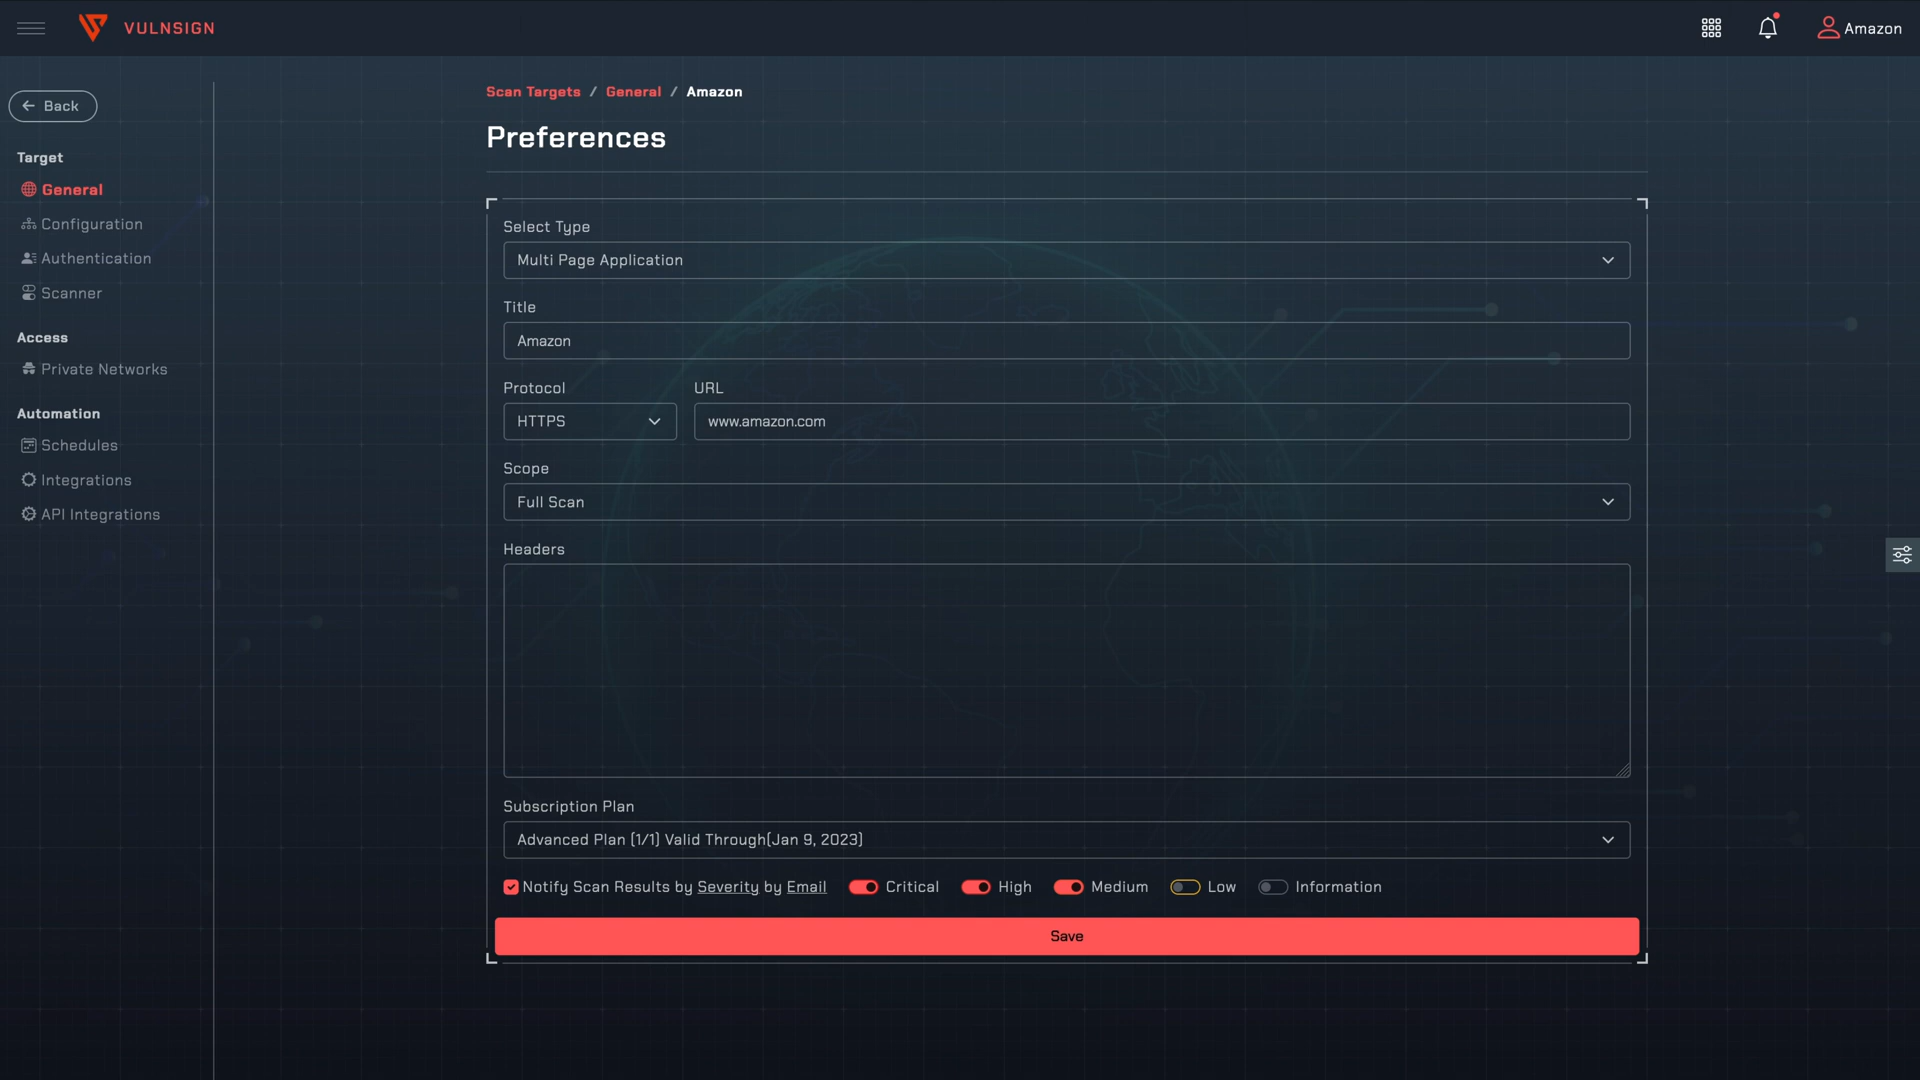 VULNSIGN
Amazon
Back
Target
General
Configuration
Authentication
Scanner
Access
Private Networks
Automation
Schedules
Integrations
API Integrations
Scan Targets / General / Amazon
Preferences
Select Type
Multi Page Application
Title
Amazon
Protocol
URL
HTTPS
www.amazon.com
Scope
Full Scan
Headers
Subscription Plan
Advanced Plan (1/1) Valid Through(Jan 9, 2023)
Notify Scan Results by Severity by Email Critical High Medium Low Information
Save